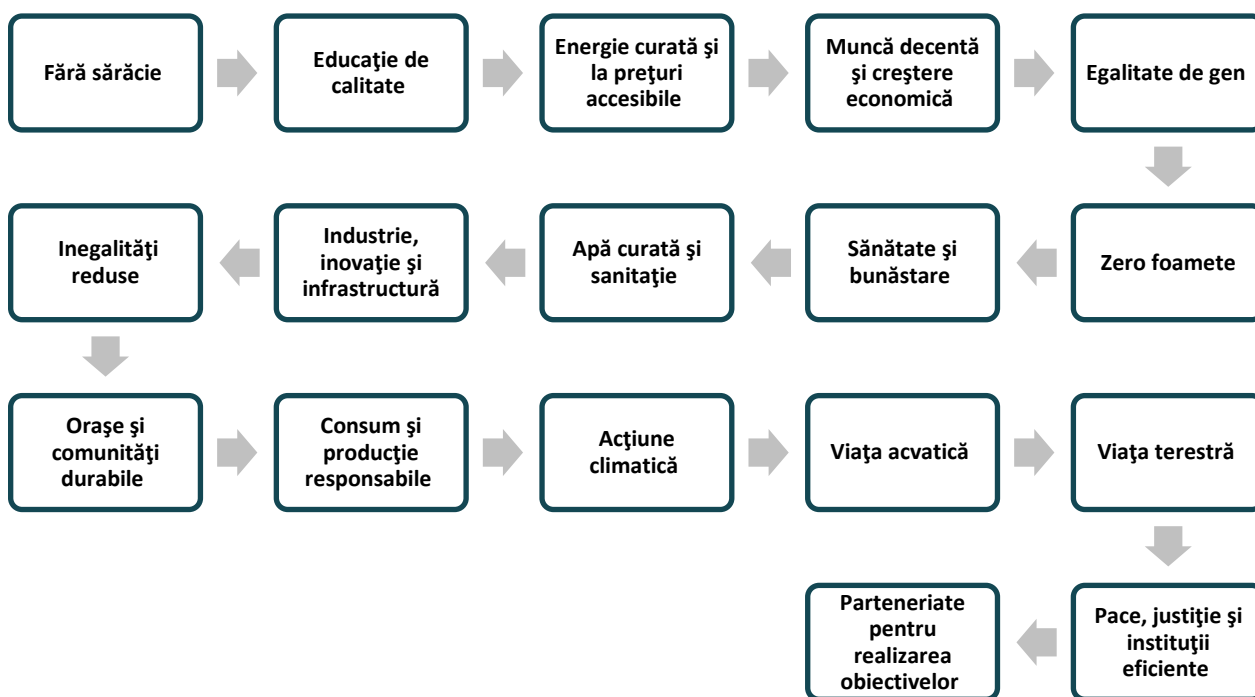 Fără sărăcie
Educaţie de
calitate
Energie curată şi
la preţuri
accesibile
Muncă decentă
şi creştere
economică
Egalitate de gen
Zero foamete
Sănătate şi
bunăstare
Apă curată şi
sanitaţie
Industrie,
inovaţie şi
infrastructură
Inegalităţi
reduse
Oraşe şi
comunităţi
durabile
Consum şi
producţie
responsabile
Acţiune
climatică
Viaţa acvatică
Viaţa terestră
Pace, justiţie şi
instituţii
eficiente
Parteneriate
pentru
realizarea
obiectivelor